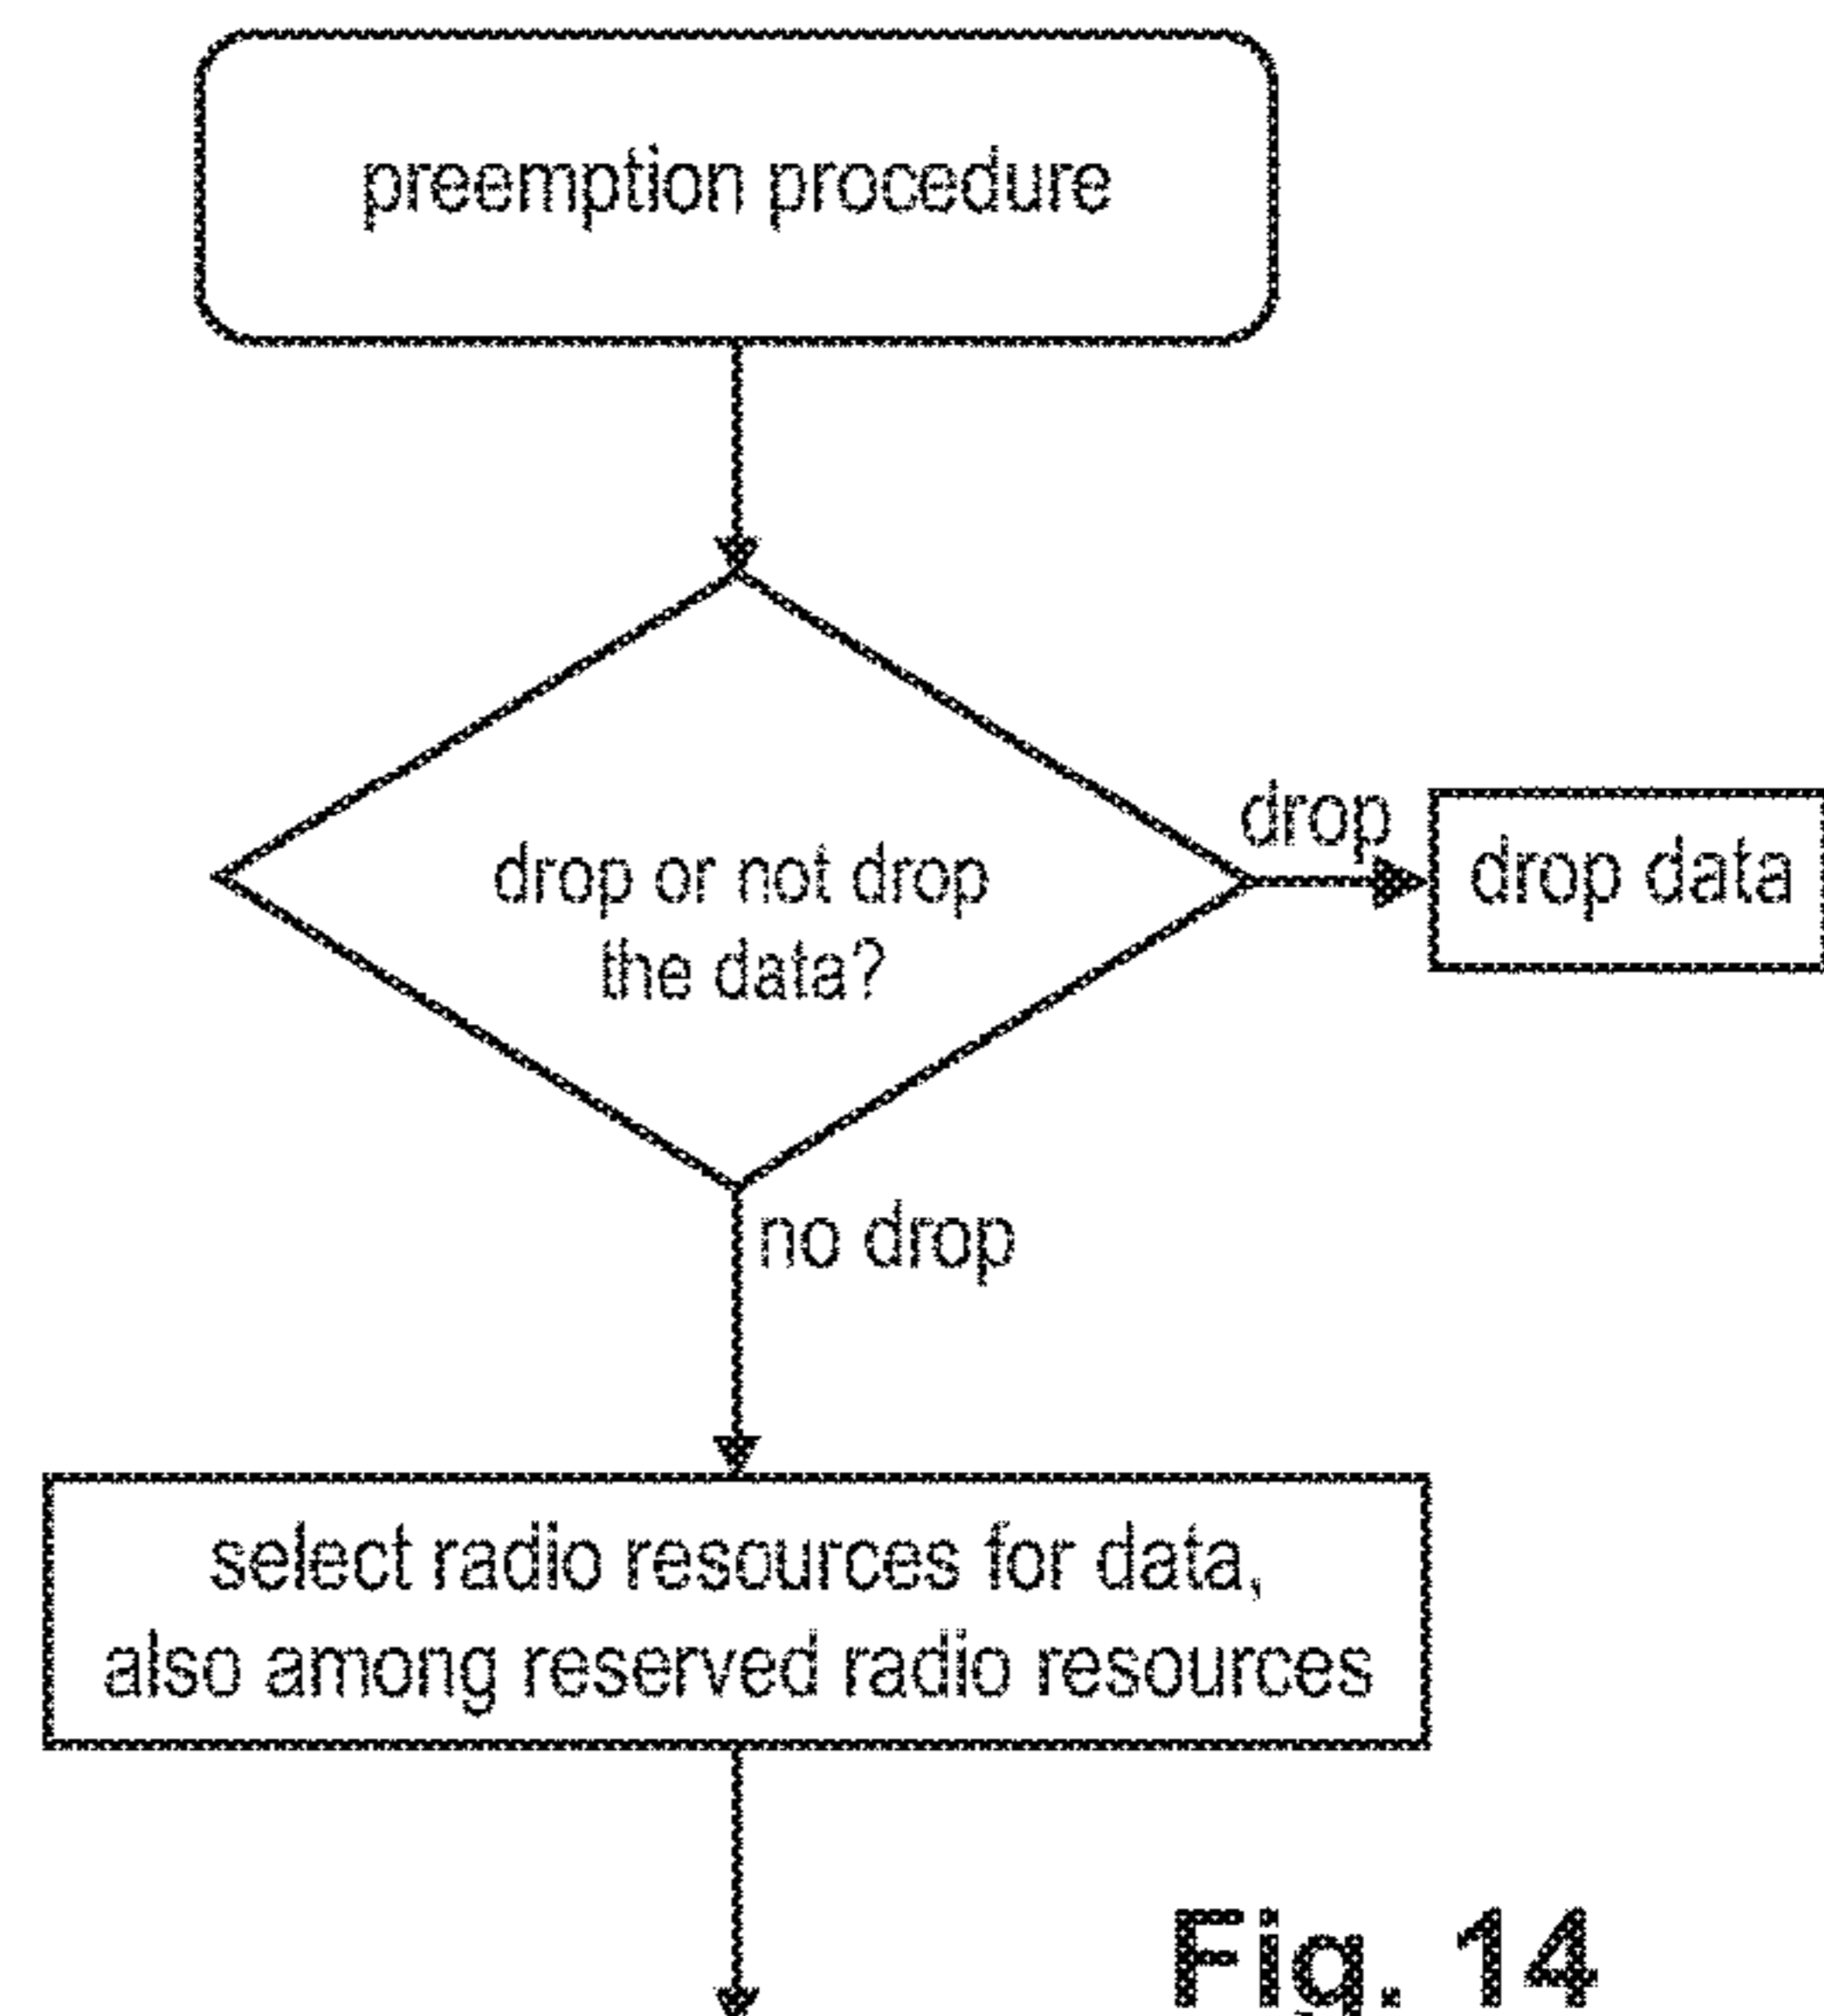 preemption procedure
drop or not drop
the data?
drop
drop data
no drop
select radio resources for data,
also among reserved radio resources
Fig. 14